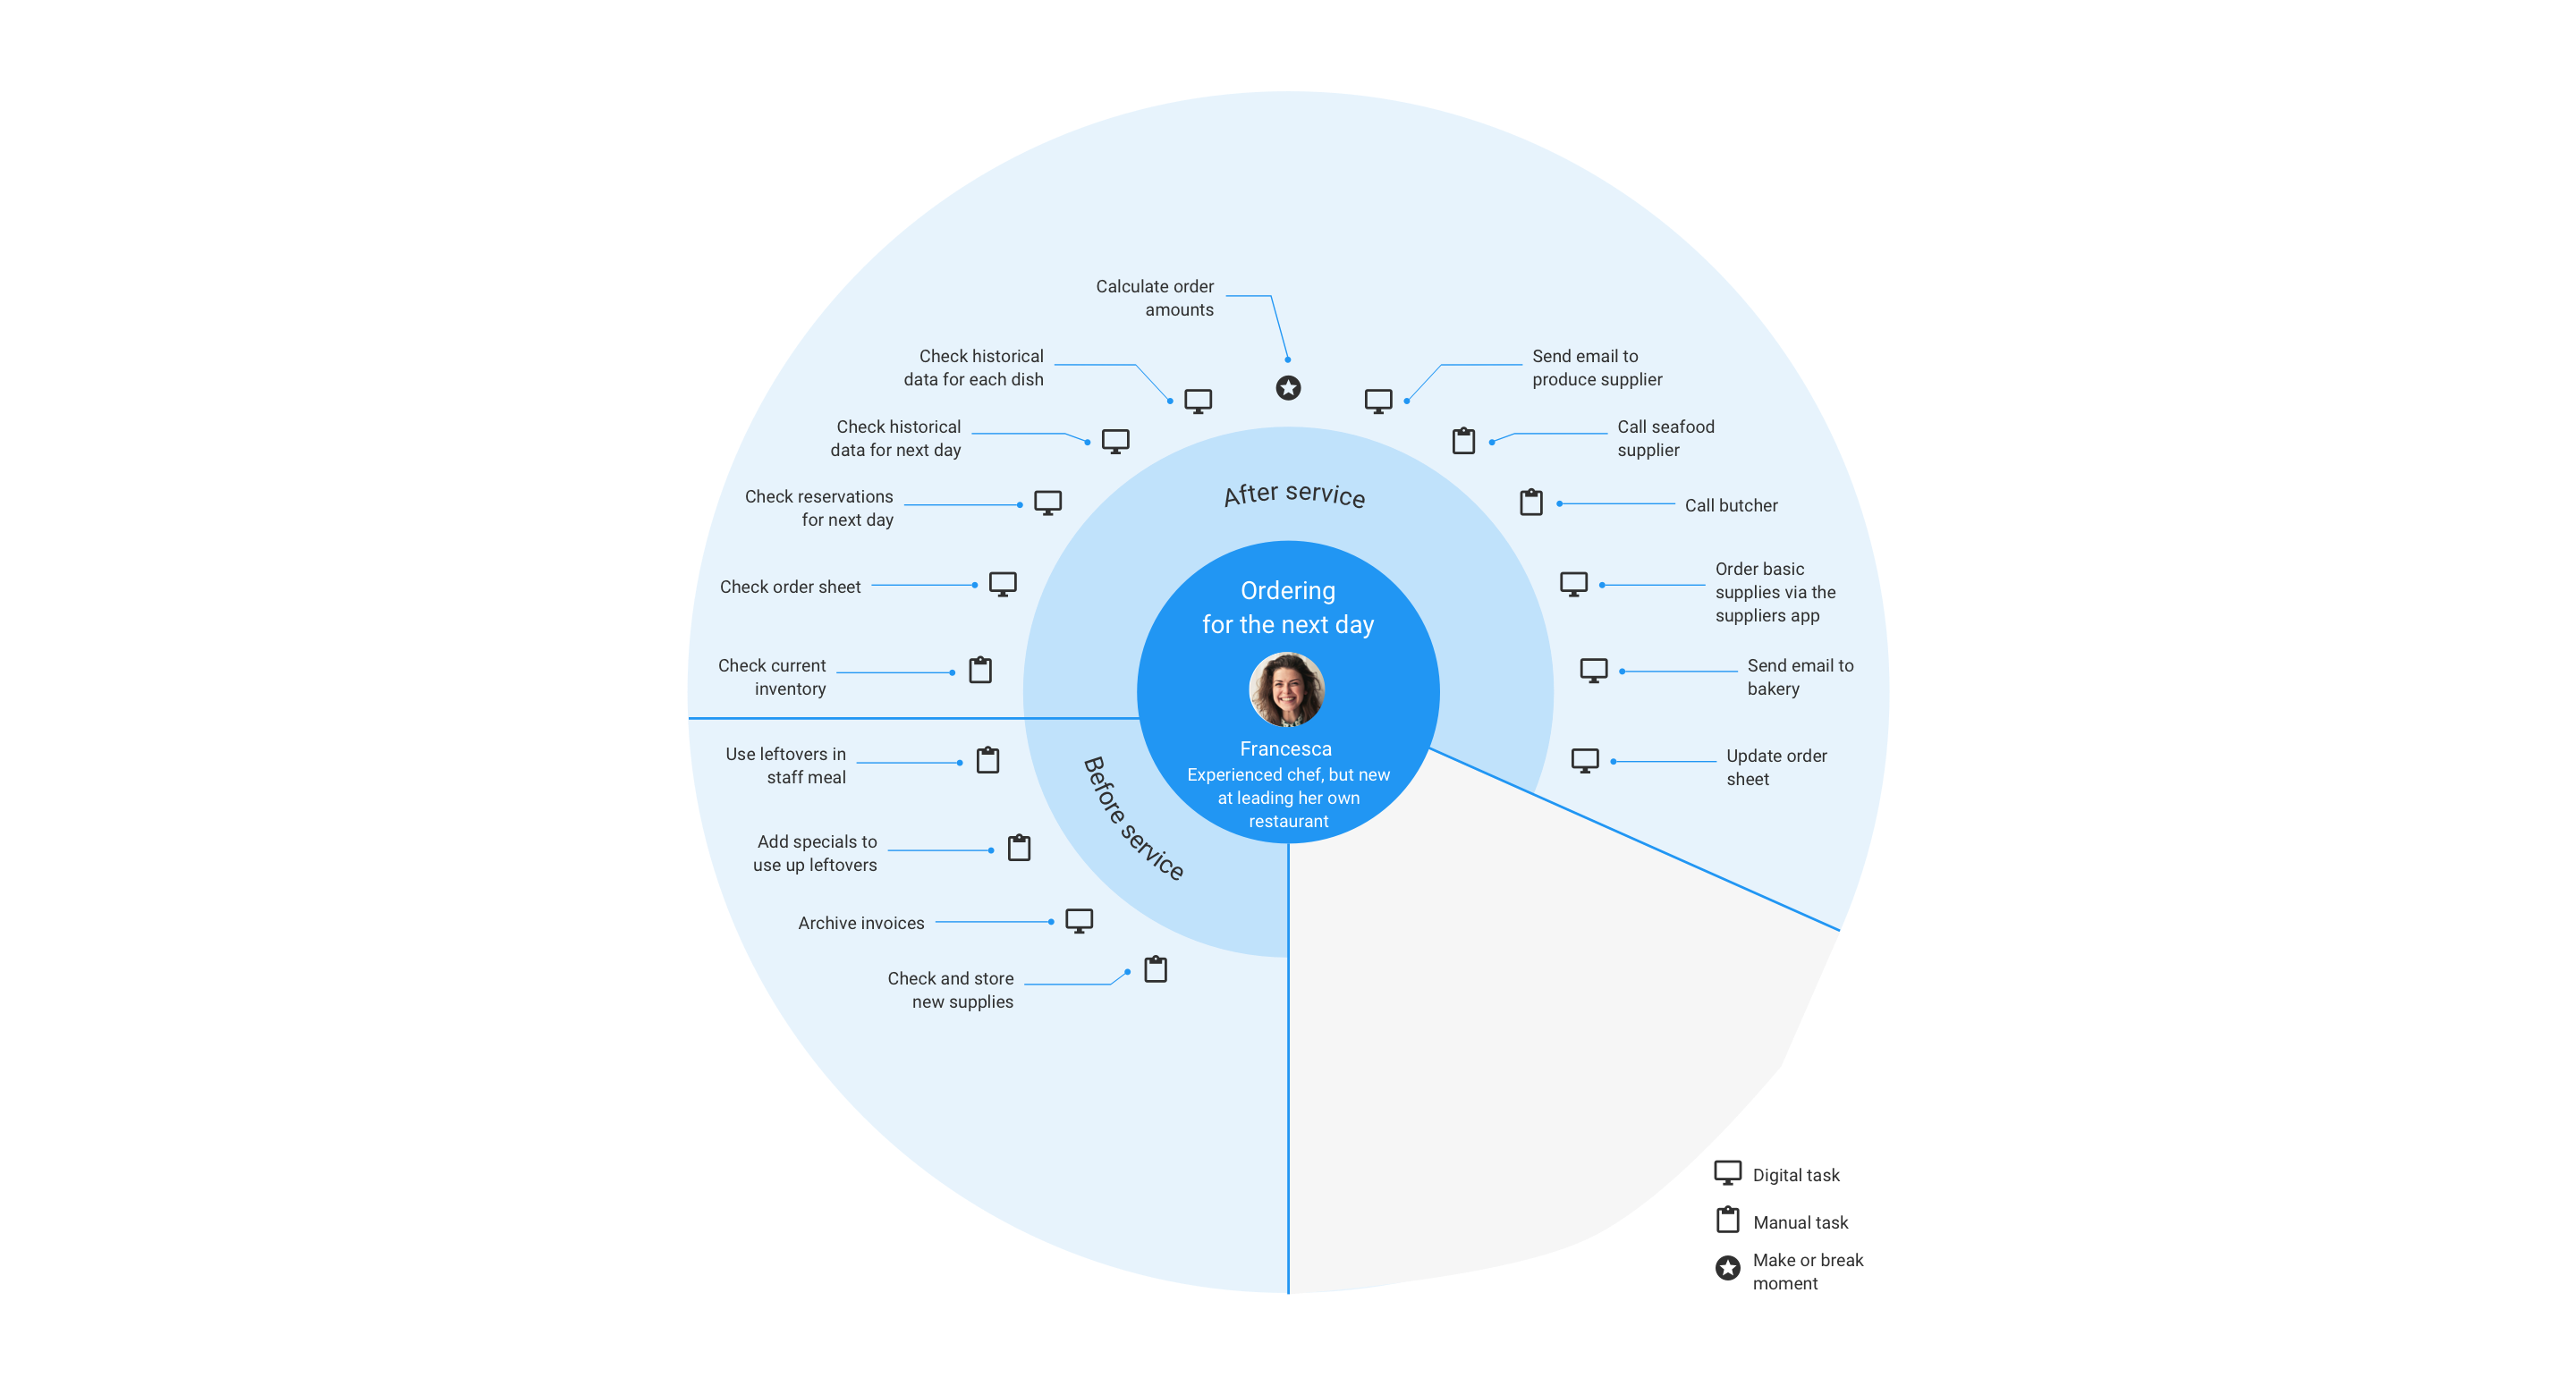 Calculate order
amounts
Check historical
data for each dish
Send email to
produce supplier
Check historical
data for next day
Call seafood
supplier
Check reservations
for next day
After service
Call butcher
Check order sheet
Ordering
for the next day
Order basic
supplies via the
suppliers app
Check current
inventory
Send email to
bakery
Francesca
Experienced chef, but new
at leading her own
restaurant
Use leftovers in
staff meal
Before service
Update order
sheet
Add specials to
use up leftovers
Archive invoices
Check and store
new supplies
Digital task
Manual task
Make or break
moment